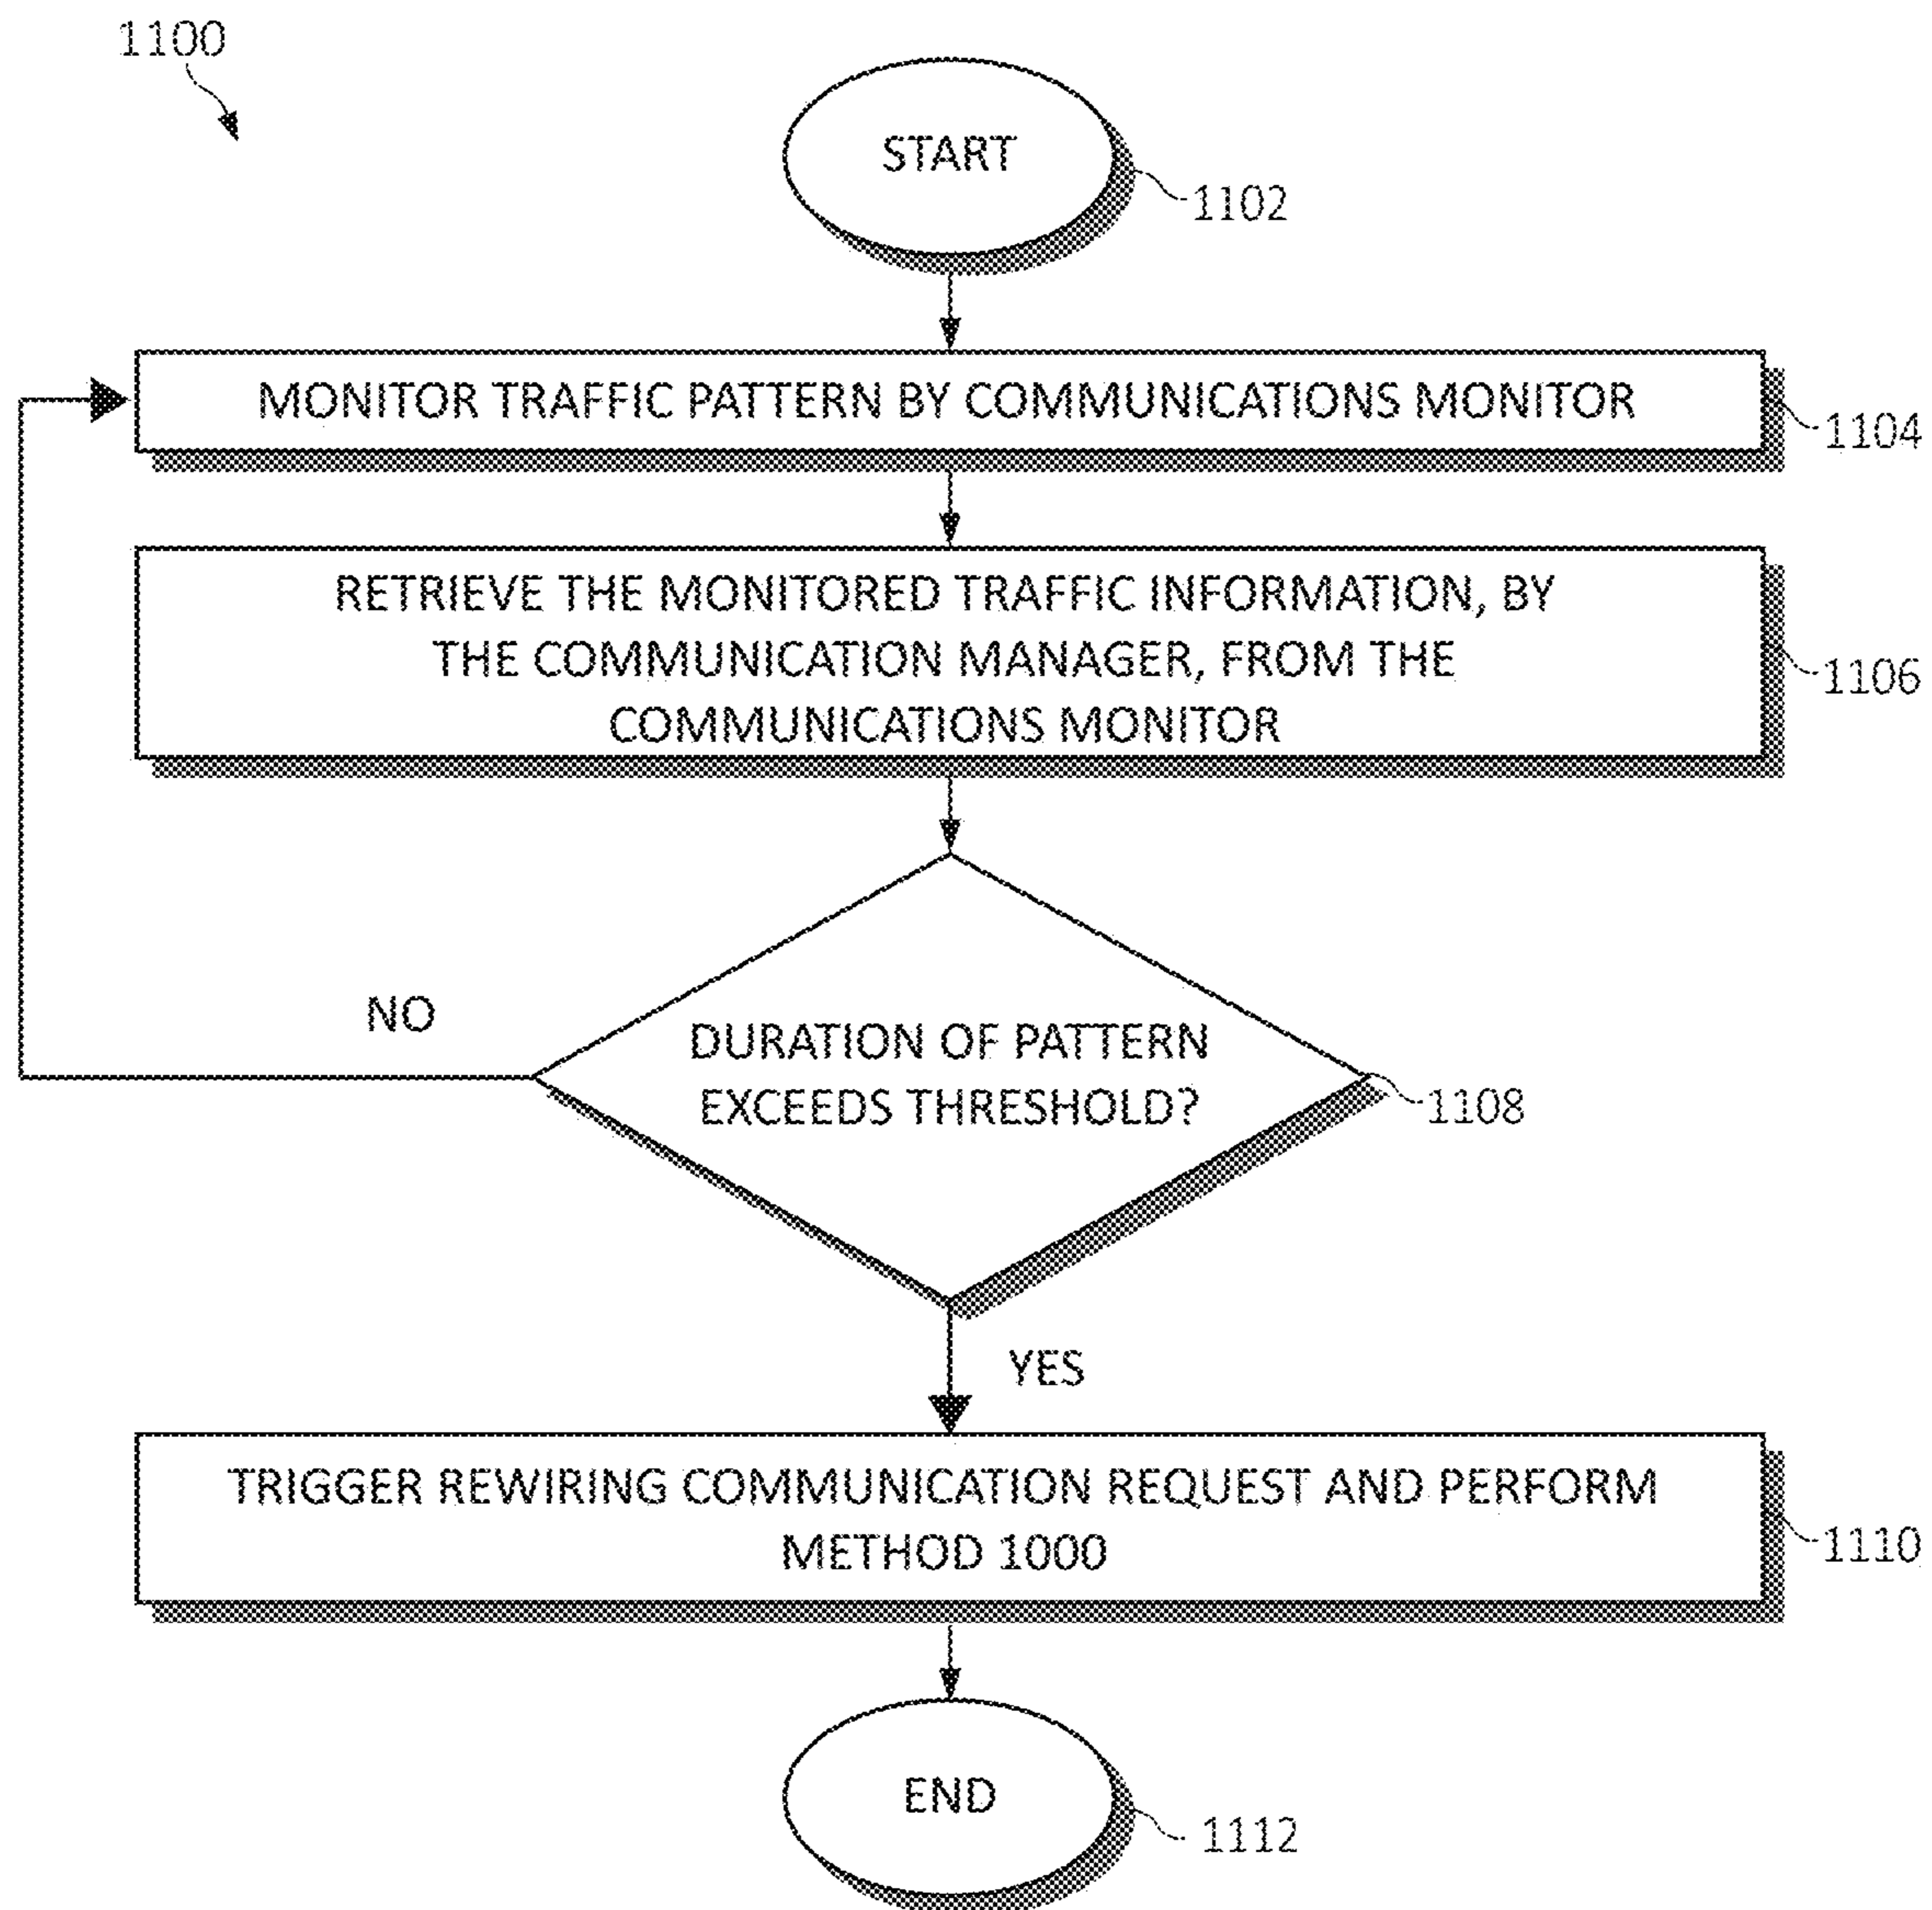 1100
START
1102
MONITOR TRAFFIC PATTERN BY COMMUNICATIONS MONITOR
1104
RETRIEVE THE MONITORED TRAFFIC INFORMATION, BY
THE COMMUNICATION MANAGER, FROM THE
COMMUNICATIONS MONITOR
1106
NO
DURATION OF PATTERN
EXCEEDS THRESHOLD?
1108
YES
TRIGGER REWIRING COMMUNICATION REQUEST AND PERFORM
METHOD 1000
1110
END
1112